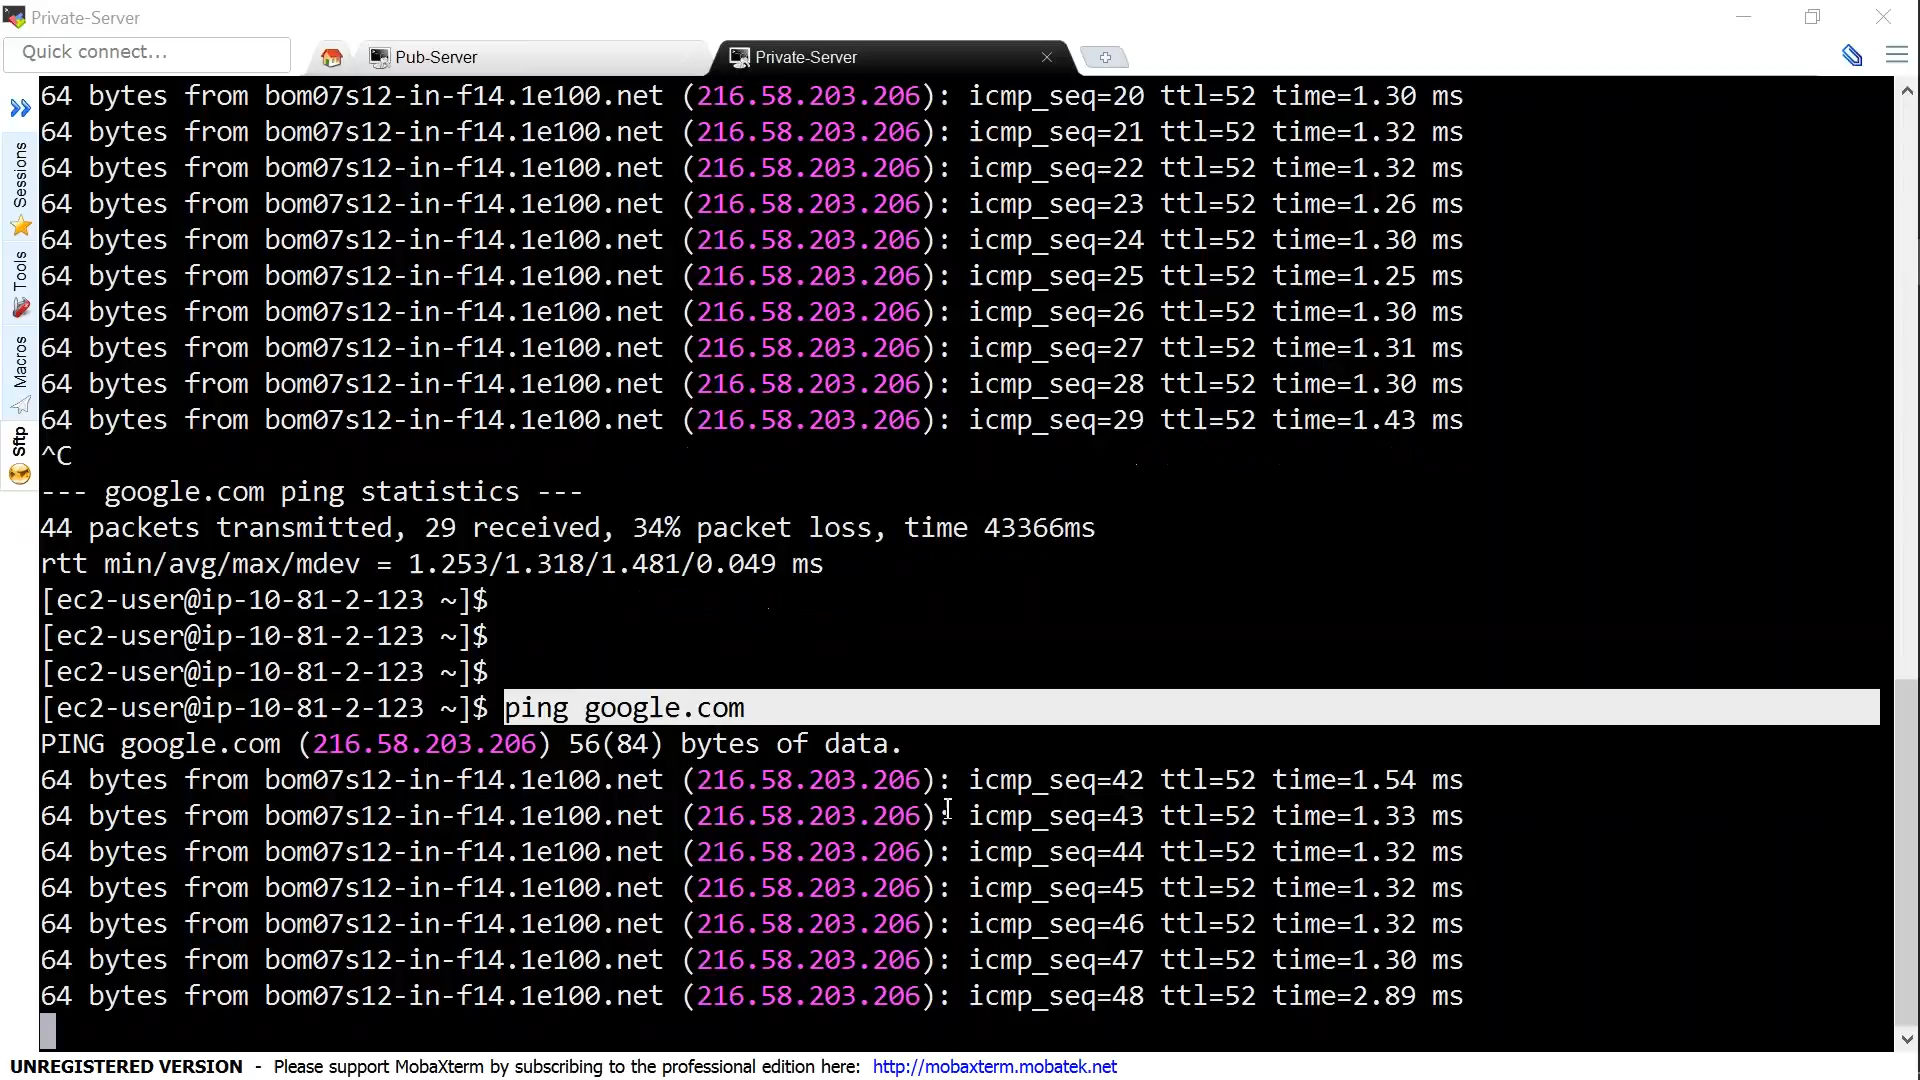 Private-Server
Quick connect...
Pub-Server
Private-Server
Sessions
Tools
Macros
Sftp
64 bytes from bom07s12-in-f14.1e100.net (216.58.203.206): icmp_seq=20 ttl=52 time=1.30 ms
64 bytes from bom07s12-in-f14.1e100.net (216.58.203.206): icmp_seq=21 ttl=52 time=1.32 ms
64 bytes from bom07s12-in-f14.1e100.net (216.58.203.206): icmp_seq=22 ttl=52 time=1.32 ms
64 bytes from bom07s12-in-f14.1e100.net (216.58.203.206): icmp_seq=23 ttl=52 time=1.26 ms
64 bytes from bom07s12-in-f14.1e100.net (216.58.203.206): icmp_seq=24 ttl=52 time=1.30 ms
64 bytes from bom07s12-in-f14.1e100.net (216.58.203.206): icmp_seq=25 ttl=52 time=1.25 ms
64 bytes from bom07s12-in-f14.1e100.net (216.58.203.206): icmp_seq=26 ttl=52 time=1.30 ms
64 bytes from bom07s12-in-f14.1e100.net (216.58.203.206): icmp_seq=27 ttl=52 time=1.31 ms
64 bytes from bom07s12-in-f14.1e100.net (216.58.203.206): icmp_seq=28 ttl=52 time=1.30 ms
64 bytes from bom07s12-in-f14.1e100.net (216.58.203.206): icmp_seq=29 ttl=52 time=1.43 ms
^C
--- google.com ping statistics ---
44 packets transmitted, 29 received, 34% packet loss, time 43366ms
rtt min/avg/max/mdev = 1.253/1.318/1.481/0.049 ms
[ec2-user@ip-10-81-2-123 ~]$
[ec2-user@ip-10-81-2-123 ~]$
[ec2-user@ip-10-81-2-123 ~]$
[ec2-user@ip-10-81-2-123 ~]$ ping google.com
PING google.com (216.58.203.206) 56(84) bytes of data.
64 bytes from bom07s12-in-f14.1e100.net (216.58.203.206): icmp_seq=42 ttl=52 time=1.54 ms
64 bytes from bom07s12-in-f14.1e100.net (216.58.203.206): icmp_seq=43 ttl=52 time=1.33 ms
64 bytes from bom07s12-in-f14.1e100.net (216.58.203.206): icmp_seq=44 ttl=52 time=1.32 ms
64 bytes from bom07s12-in-f14.1e100.net (216.58.203.206): icmp_seq=45 ttl=52 time=1.32 ms
64 bytes from bom07s12-in-f14.1e100.net (216.58.203.206): icmp_seq=46 ttl=52 time=1.32 ms
64 bytes from bom07s12-in-f14.1e100.net (216.58.203.206): icmp_seq=47 ttl=52 time=1.30 ms
64 bytes from bom07s12-in-f14.1e100.net (216.58.203.206): icmp_seq=48 ttl=52 time=2.89 ms
UNREGISTERED VERSION - Please support MobaXterm by subscribing to the professional edition here: http://mobaxterm.mobatek.net